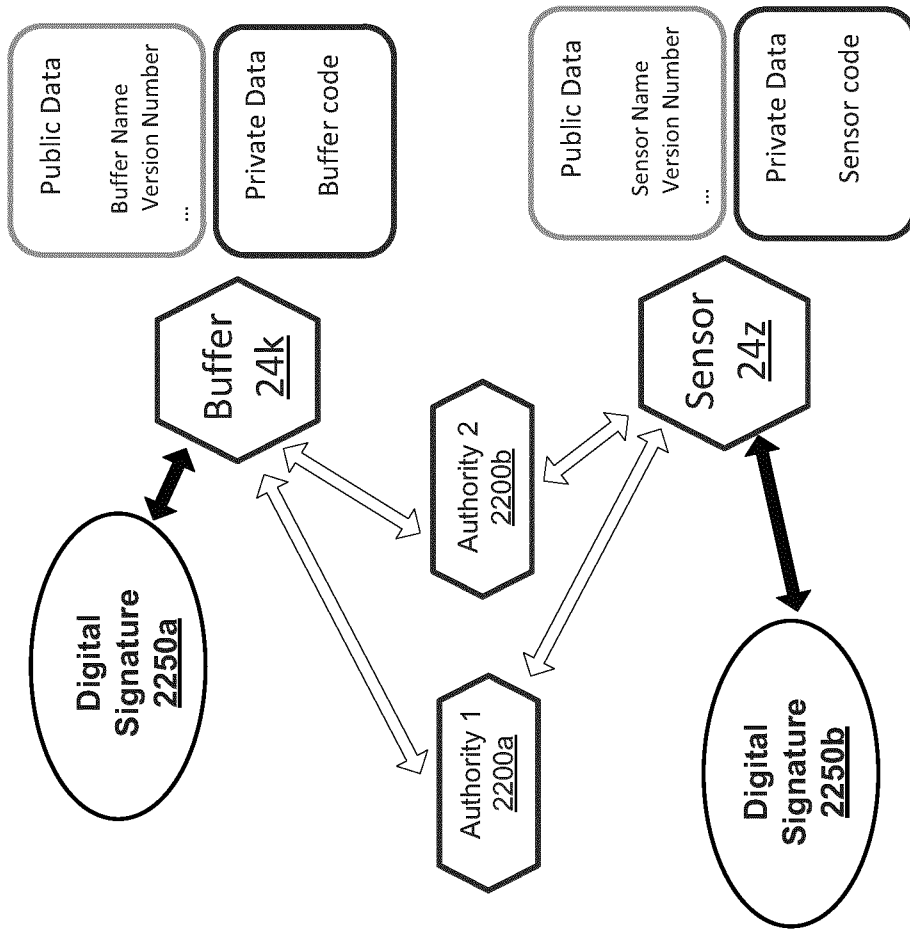 Public Data
Buffer Name
Version Number
...
Private Data
Buffer code
Public Data
Sensor Name
Version Number
...
Private Data
Sensor code
Buffer
24k
Sensor
24z
Authority 2
2200b
Authority 1
2200a
Digital
Signature
2250a
Digital
Signature
2250b